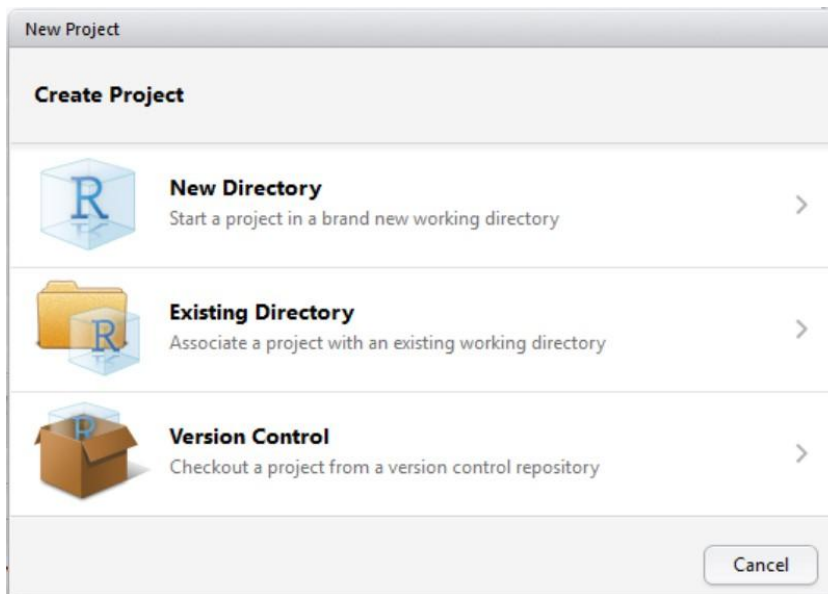 New Project
Create Project
R
New Directory
Start a project in a brand new working directory
R
Existing Directory
Associate a project with an existing working directory
R
Version Control
Checkout a project from a version control repository
Cancel